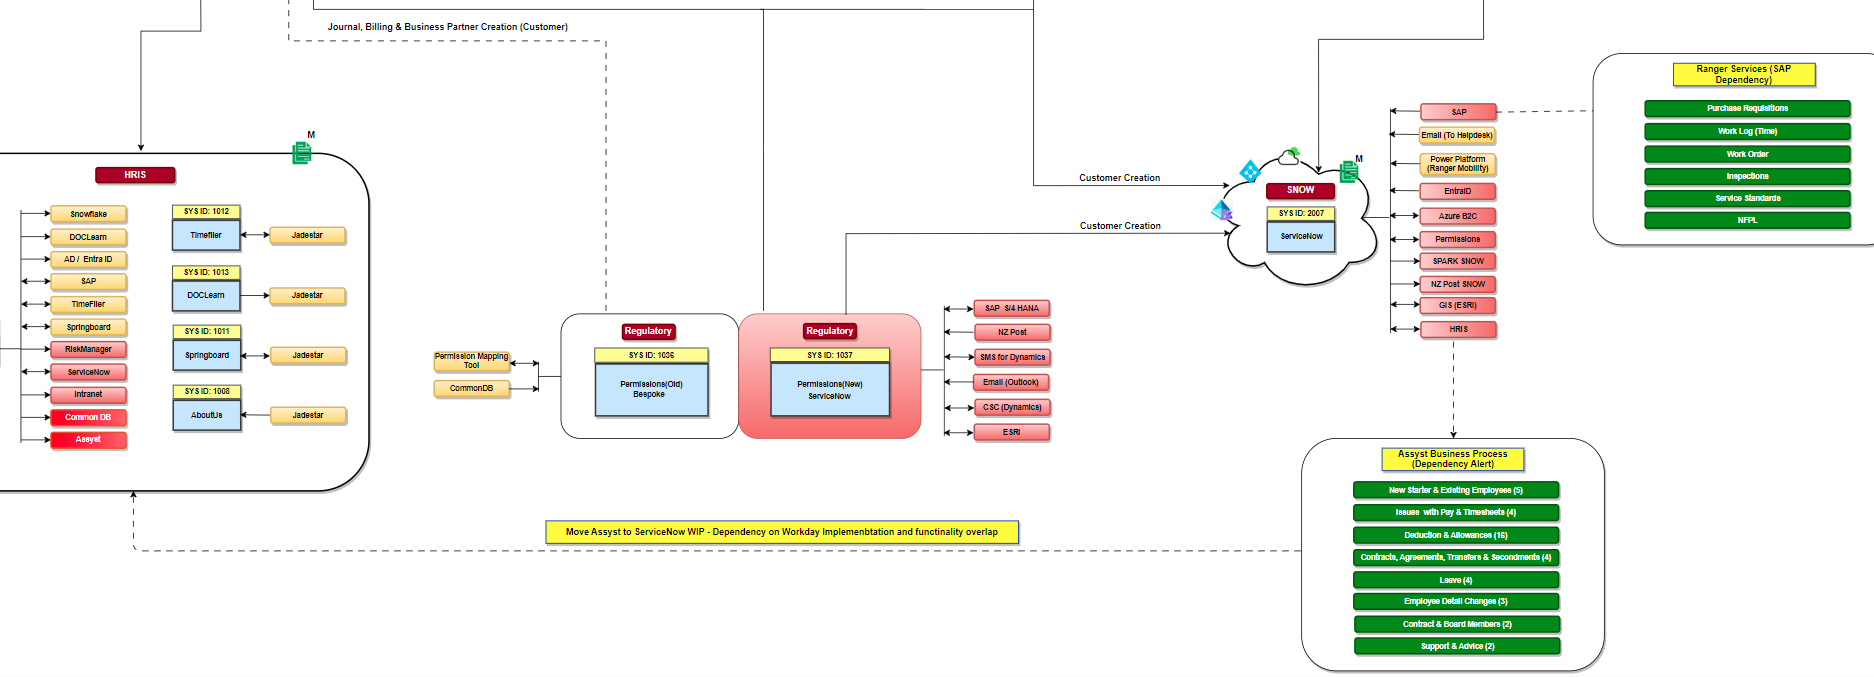 Journal, Billing & Business Partner Creation (Customer)
M
HRIS
Snowflake
DOCLearn
AD / Entra ID
SAP
TimeFiler
Springboard
RiskManager
ServiceNow
Intranet
Common DB
Assyst
SYS ID: 1012
Timefiler
Jadestar
SYS ID: 1013
DOCLearn
Jadestar
SYS ID: 1011
Springboard
Jadestar
SYS ID: 1008
AboutUs
Jadestar
Permission Mapping
Tool
CommonDB
Regulatory
SYS ID: 1036
Permissions(Old)
Bespoke
Regulatory
SYS ID: 1037
Permissions(New)
ServiceNow
SAP S/4 HANA
NZ Post
SMS for Dynamics
Email (Outlook)
CSC (Dynamics)
ESRI
Customer Creation
Customer Creation
M
SNOW
SYS ID: 2007
ServiceNow
SAP
Email (To Helpdesk)
Power Platform
(Ranger Mobility)
EntraID
Azure B2C
Permissions
SPARK SNOW
NZ Post SNOW
GIS (ESRI)
HRIS
Ranger Services (SAP
Dependency)
Purchase Requisitions
Work Log (Time)
Work Order
Inspections
Service Standards
NFPL
Move Assyst to ServiceNow WIP - Dependency on Workday Implemenbtation and functinality overlap
Assyst Business Process
(Dependency Alert)
New Starter & Existing Employees (5)
Issues with Pay & Timesheets (4)
Deduction & Allowances (16)
Contracts, Agreements, Transfers & Secondments (4)
Leave (4)
Employee Detail Changes (3)
Contract & Board Members (2)
Support & Advice (2)